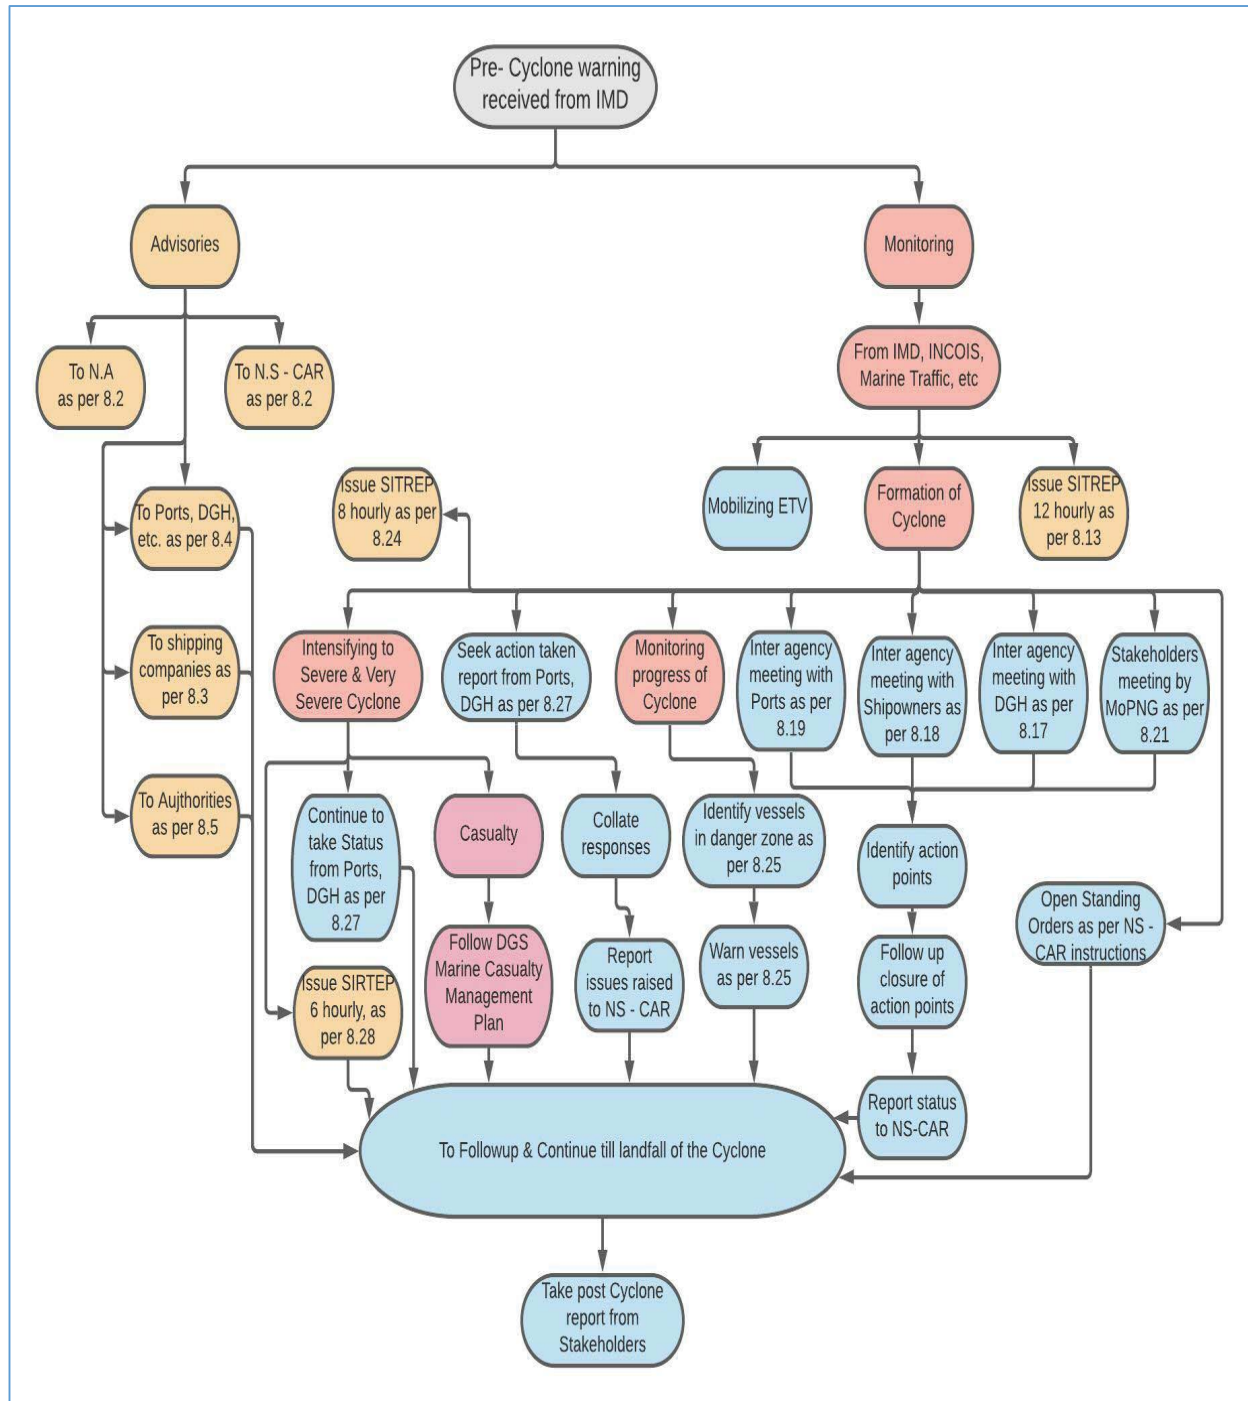 Pre- Cyclone warning
received from IMD
Advisories
Monitoring
To N.A
as per 8.2
To N.S - CAR
as per 8.2
From IMD, INCOIS,
Marine Traffic, etc
To Ports, DGH,
etc. as per 8.4
Issue SITREP
8 hourly as per
8.24
Mobilizing ETV
Formation of
Cyclone
Issue SITREP
12 hourly as
per 8.13
To shipping
companies as
per 8.3
Intensifying to
Severe & Very
Severe Cyclone
Seek action taken
report from Ports,
DGH as per 8.27
Monitoring
progress of
Cyclone
Inter agency
meeting with
Ports as per
8.19
Inter agency
meeting with
Shipowners as
per 8.18
Inter agency
meeting with
DGH as per
8.17
Stakeholders
meeting by
MoPNG as per
8.21
To Aujthorities
as per 8.5
Continue to
take Status
from Ports,
DGH as per
8.27
Casualty
Collate
responses
Identify vessels
in danger zone as
per 8.25
Identify action
points
Open Standing
Orders as per NS -
CAR instructions
Issue SIRTEP
6 hourly, as
per 8.28
Follow DGS
Marine Casualty
Management
Plan
Report
issues raised
to NS - CAR
Warn vessels
as per 8.25
Follow up
closure of
action points
Report status
to NS-CAR
To Followup & Continue till landfall of the Cyclone
Take post Cyclone
report from
Stakeholders